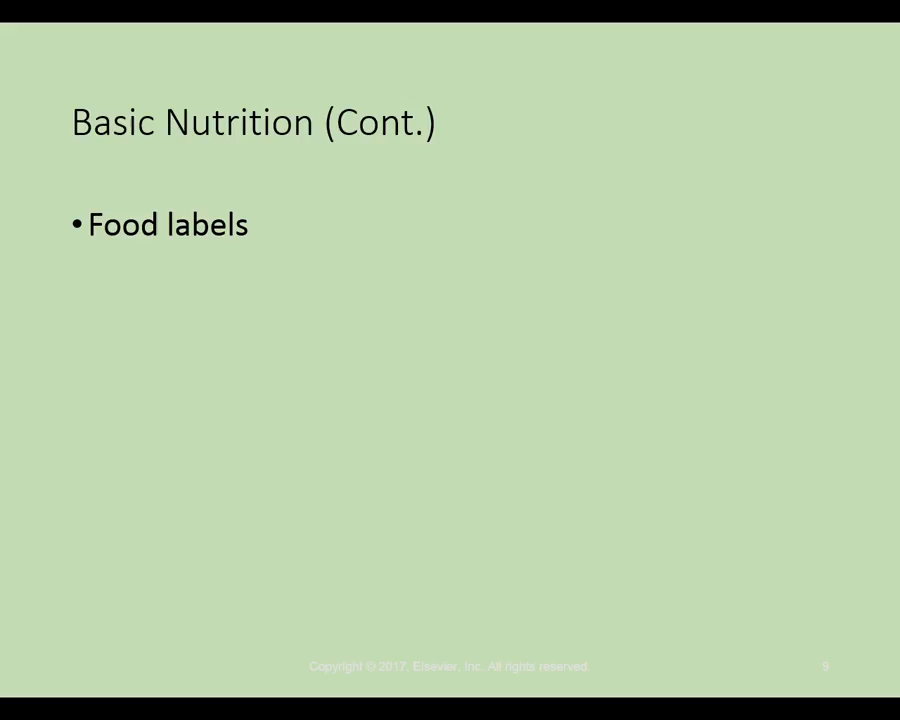 Basic Nutrition (Cont.)
• Food labels
Copyright © 2017, Elsevier, Inc. All rights reserved.
9